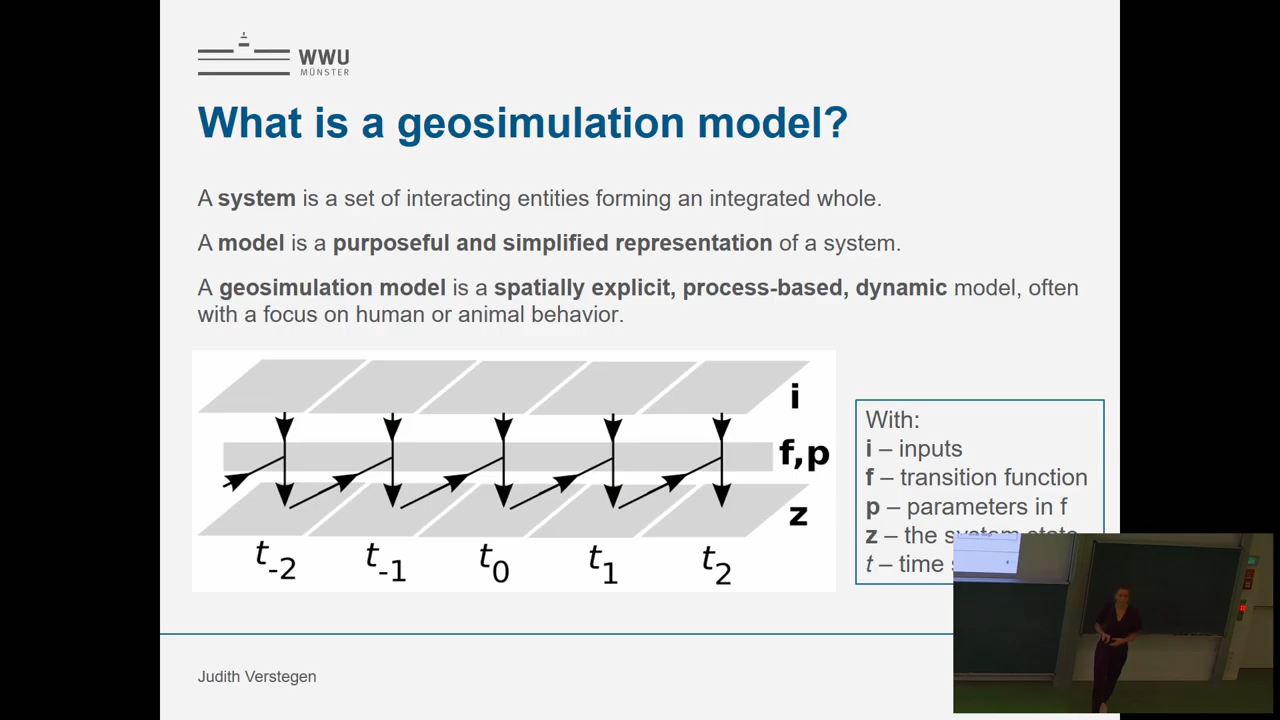 WWU
MÜNSTER
What is a geosimulation model?
A system is a set of interacting entities forming an integrated whole.
A model is a purposeful and simplified representation of a system.
A geosimulation model is a spatially explicit, process-based, dynamic model, often
with a focus on human or animal behavior.
i
f,p
z
t-2
t-1
t0
t1
t2
With:
i – inputs
f – transition function
p – parameters in f
z – the system state
t – time
Judith Verstegen